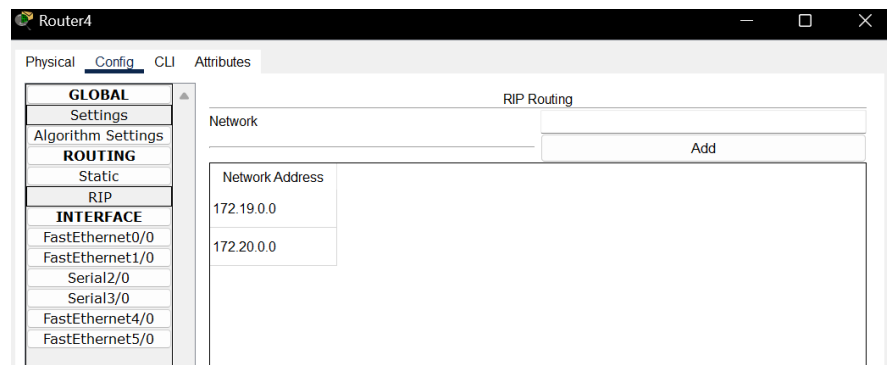 Router4
Physical Config CLI Attributes
GLOBAL
Settings
Algorithm Settings
ROUTING
Static
RIP
INTERFACE
FastEthernet0/0
FastEthernet1/0
Serial2/0
Serial3/0
FastEthernet4/0
FastEthernet5/0
RIP Routing
Network
Add
Network Address
172.19.0.0
172.20.0.0